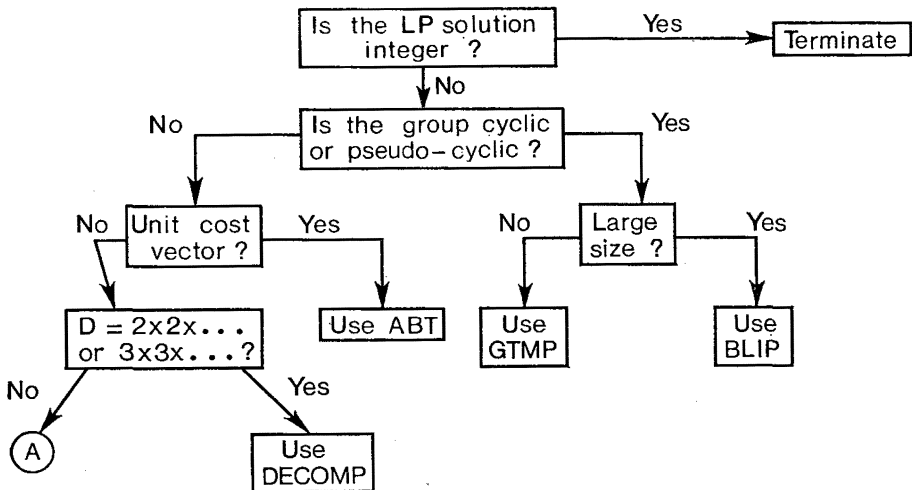 Is the LP solution
integer ?
Yes
Terminate
No
Is the group cyclic
or pseudo-cyclic ?
No
Yes
Unit cost
vector ?
No
Yes
Large
size ?
No
Yes
D = 2x2x...
or 3x3x...?
Use ABT
Use
GTMP
Use
BLIP
No
Yes
A
Use
DECOMP